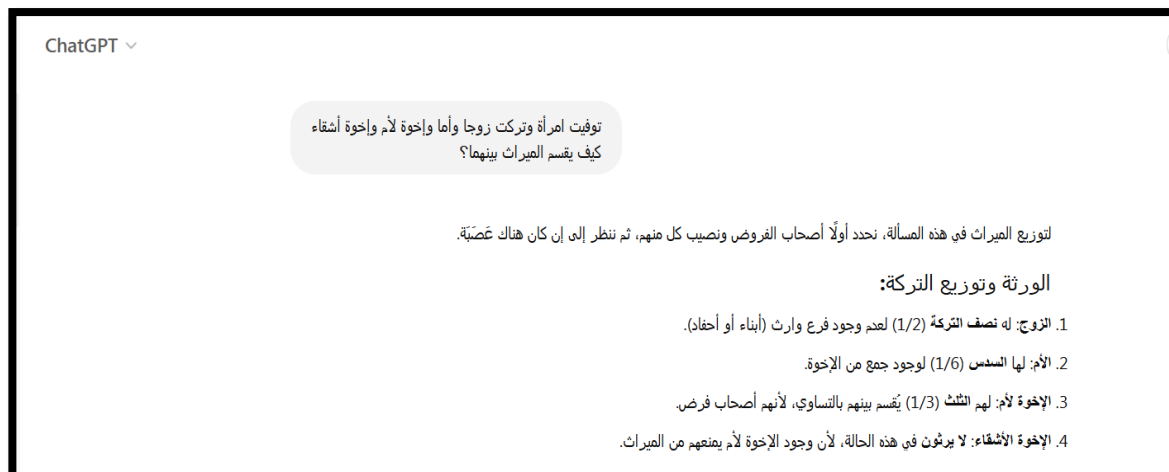 ChatGPT
توفيت امرأة وتركت زوجا وأما وإخوة لأم وإخوة أشقاء
كيف يقسم الميراث بينهما؟
لتوزيع الميراث في هذه المسألة، نحدد أولًا أصحاب الفروض ونصيب كل منهم، ثم ننظر إلى إن كان هناك عَصَبَة.
الورثة وتوزيع التركة:
1. الزوج: له نصف التركة (1/2) لعدم وجود فرع وارث (أبناء أو أحفاد).
2. الأم: لها السدس (1/6) لوجود جمع من الإخوة.
3. الإخوة لأم: لهم الثلث (1/3) يُقسم بينهم بالتساوي، لأنهم أصحاب فرض.
4. الإخوة الأشقاء: لا يرثون في هذه الحالة، لأن وجود الإخوة لأم يمنعهم من الميراث.